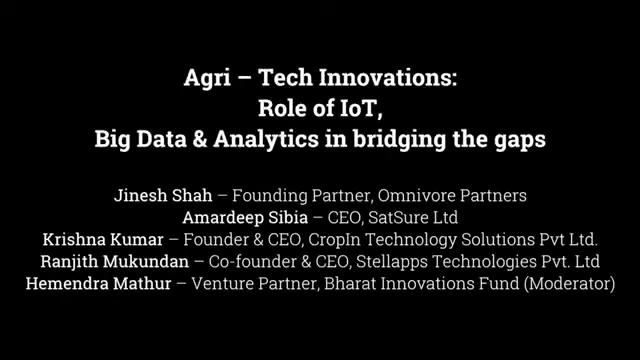 Agri – Tech Innovations:
Role of IoT,
Big Data & Analytics in bridging the gaps
Jinesh Shah – Founding Partner, Omnivore Partners
Amardeep Sibia – CEO, SatSure Ltd
Krishna Kumar – Founder & CEO, CropIn Technology Solutions Pvt Ltd.
Ranjith Mukundan – Co-founder & CEO, Stellapps Technologies Pvt. Ltd
Hemendra Mathur – Venture Partner, Bharat Innovations Fund (Moderator)